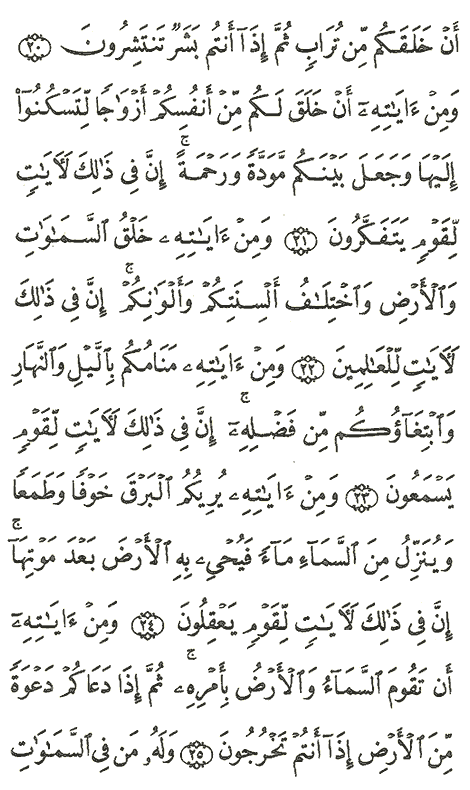 أَنْ خَلَقَكُم مِّن تُرَابٍ ثُمَّ إِذَآ أَنتُم بَشَرٌ تَنتَشِرُونَ ﴿٢٠﴾
وَمِنْ ءَايَـٰتِهِۦٓ أَنْ خَلَقَ لَكُم مِّنْ أَنفُسِكُمْ أَزْوَٰجًا لِّتَسْكُنُوٓا۟
إِلَيْهَا وَجَعَلَ بَيْنَكُم مَّوَدَّةً وَرَحْمَةً ۚ إِنَّ فِى ذَٰلِكَ لَـَٔايَـٰتٍ
لِّقَوْمٍ يَتَفَكَّرُونَ ﴿٢١﴾ وَمِنْ ءَايَـٰتِهِۦ خَلْقُ ٱلسَّمَـٰوَٰتِ
وَٱلْأَرْضِ وَٱخْتِلَـٰفُ أَلْسِنَتِكُمْ وَأَلْوَٰنِكُمْ ۚ إِنَّ فِى ذَٰلِكَ
لَـَٔايَـٰتٍ لِّلْعَـٰلِمِينَ ﴿٢٢﴾ وَمِنْ ءَايَـٰتِهِۦ مَنَامُكُم بِٱلَّيْلِ وَٱلنَّهَارِ
وَٱبْتِغَآؤُكُم مِّن فَضْلِهِۦٓ ۚ إِنَّ فِى ذَٰلِكَ لَـَٔايَـٰتٍ لِّقَوْمٍ
يَسْمَعُونَ ﴿٢٣﴾ وَمِنْ ءَايَـٰتِهِۦ يُرِيكُمُ ٱلْبَرْقَ خَوْفًا وَطَمَعًا
وَيُنَزِّلُ مِنَ ٱلسَّمَآءِ مَآءً فَيُحْىِۦ بِهِ ٱلْأَرْضَ بَعْدَ مَوْتِهَآ ۚ
إِنَّ فِى ذَٰلِكَ لَـَٔايَـٰتٍ لِّقَوْمٍ يَعْقِلُونَ ﴿٢٤﴾ وَمِنْ ءَايَـٰتِهِۦٓ
أَن تَقُومَ ٱلسَّمَآءُ وَٱلْأَرْضُ بِأَمْرِهِۦ ۚ ثُمَّ إِذَا دَعَاكُمْ دَعْوَةً
مِّنَ ٱلْأَرْضِ إِذَآ أَنتُمْ تَخْرُجُونَ ﴿٢٥﴾ وَلَهُۥ مَن فِى ٱلسَّمَـٰوَٰتِ